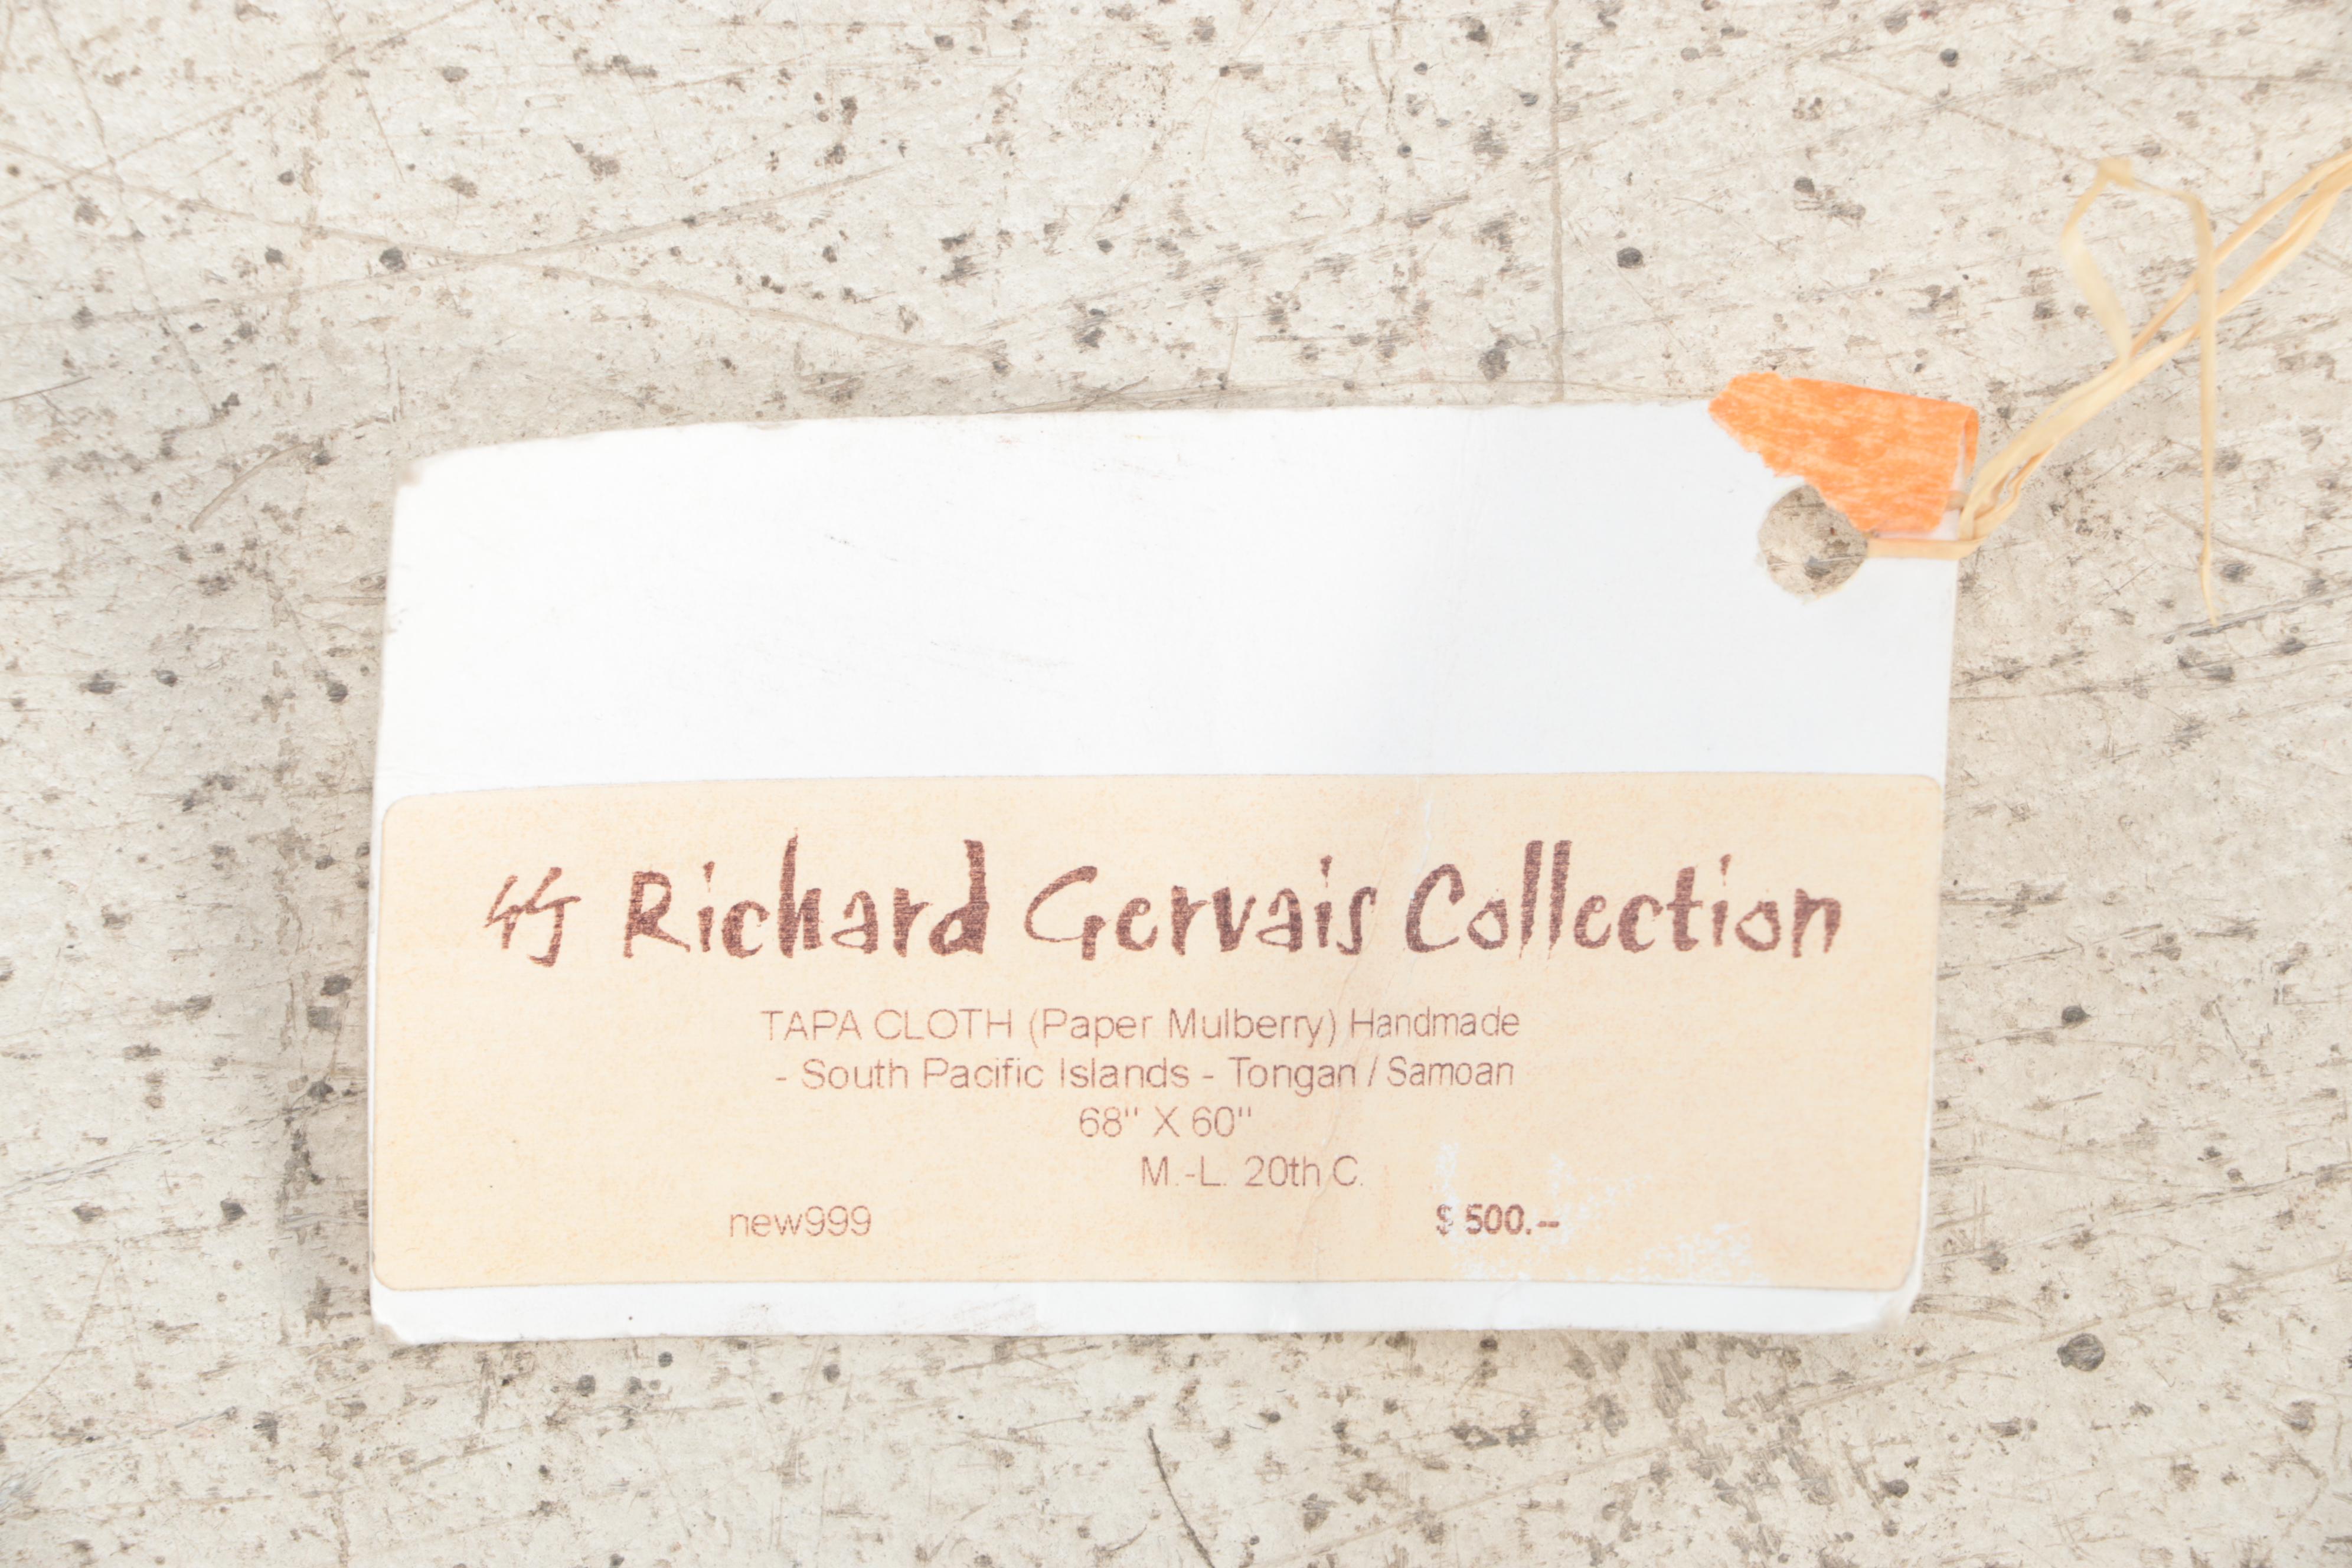 Richard Gervais Collection
TAPA CLOTH (Paper Mulberry) Handmade
- South Pacific Islands - Tongan / Samoan
68" X 60"
M.-L. 20th C.
new999 $ 500.--